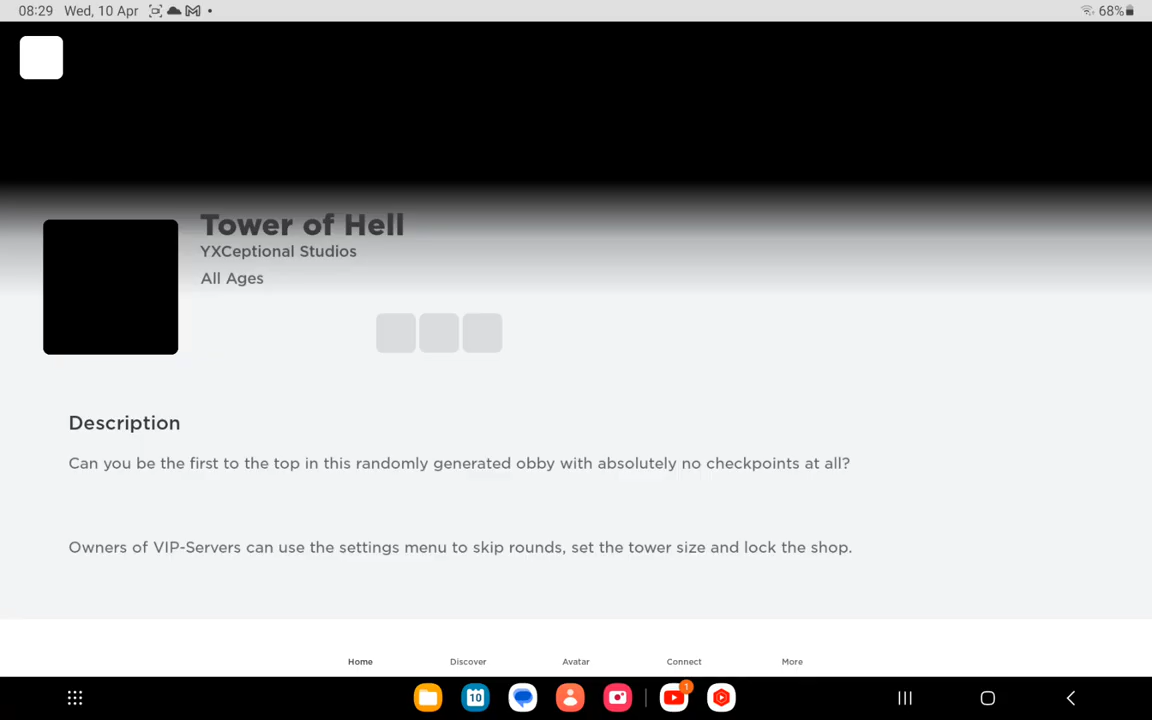 08:29 Wed, 10 Apr
68%
Tower of Hell
YXCeptional Studios
All Ages
Description
Can you be the first to the top in this randomly generated obby with absolutely no checkpoints at all?
Owners of VIP-Servers can use the settings menu to skip rounds, set the tower size and lock the shop.
Home Discover Avatar Connect More
10
1